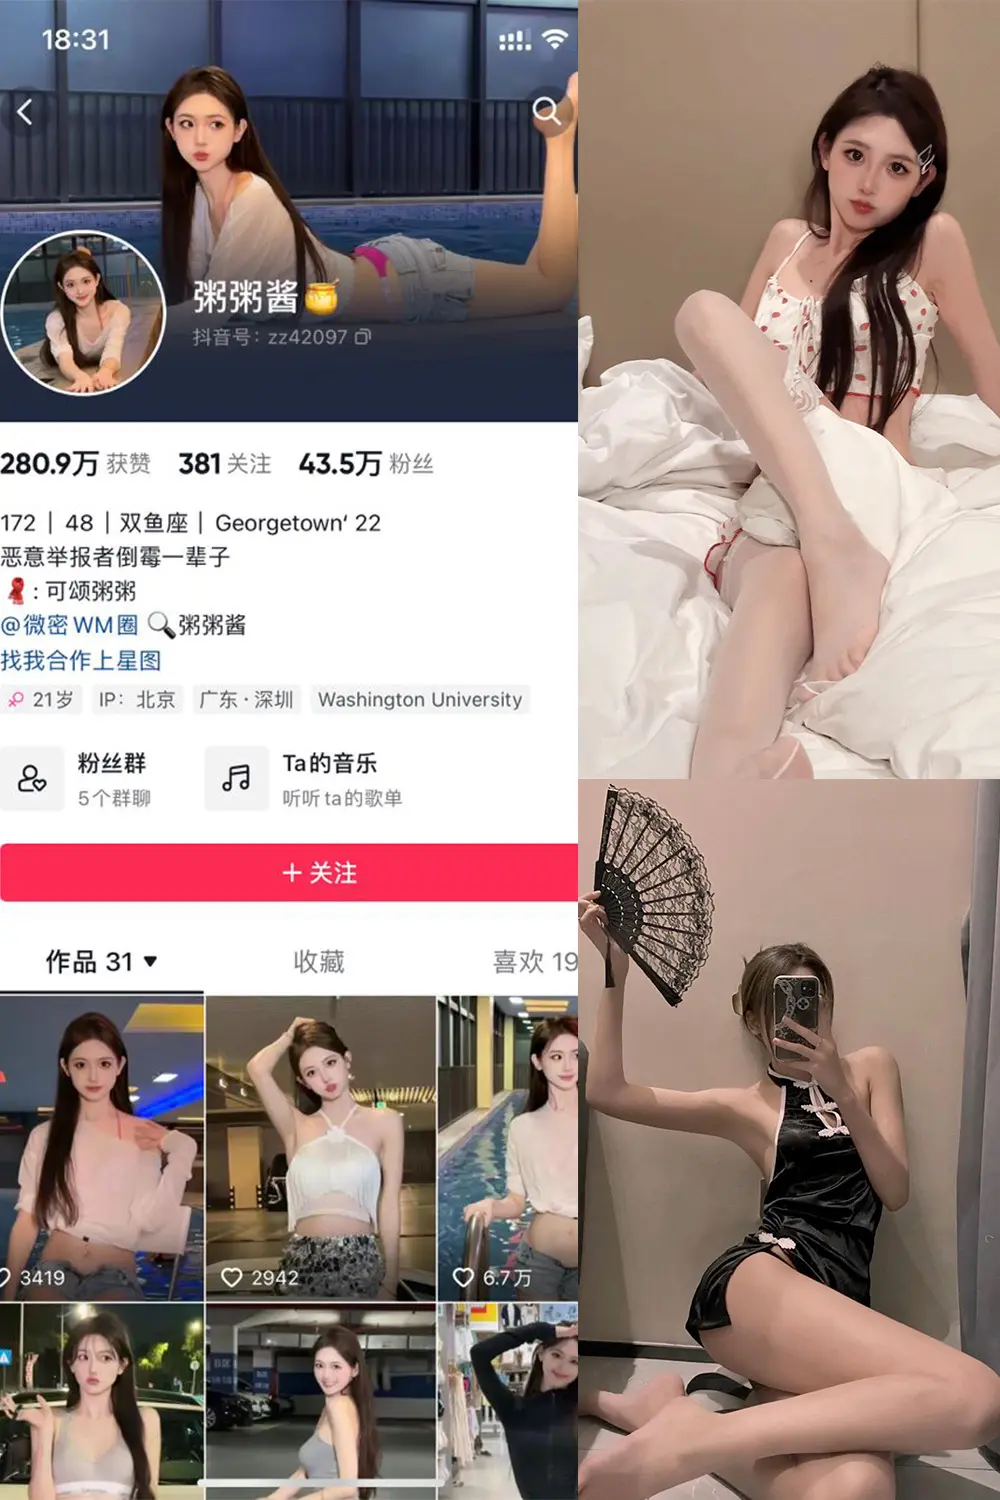 18:31
粥粥酱🍯
抖音号：zz42097
280.9万 获赞 381 关注 43.5万 粉丝
172 | 48 | 双鱼座 | Georgetown‘ 22
恶意举报者倒霉一辈子
🧣: 可颂粥粥
@微密WM圈 🔍粥粥酱
找我合作上星图
21岁 IP：北京 广东·深圳 Washington University
粉丝群 Ta的音乐
5个群聊 听听ta的歌单
+ 关注
作品 31 ▼ 收藏 喜欢 19
3419 2942 6.7万